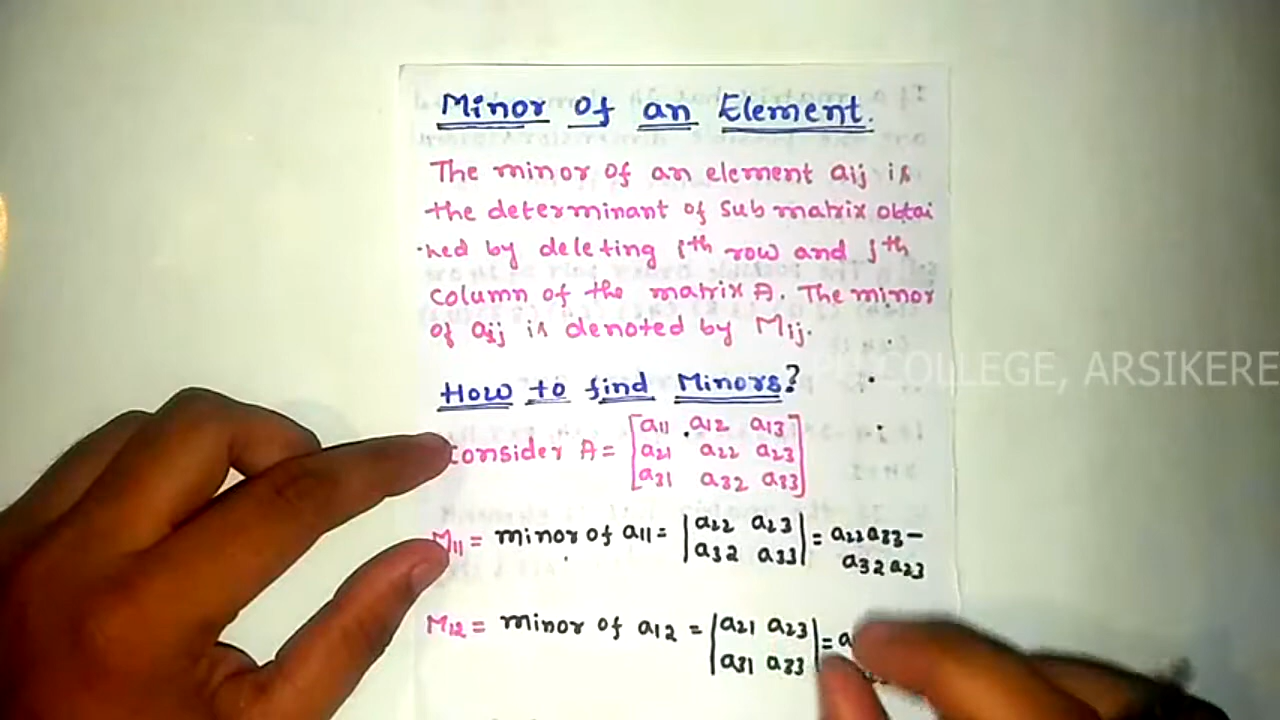 Minor of an Element.
The minor of an element aij is
the determinant of sub matrix obtai
ned by deleting ith row and jth
column of the matrix A. The minor
of aij is denoted by Mij.
COLLEGE, ARSIKERE
How to find Minors?
Consider A = [a11 a12 a13
a21 a22 a23
a31 a32 a33]
M11 = minor of a11 = |a22 a23
a32 a33| = a22a33 -
a32a23
M12 = minor of a12 = |a21 a23
a31 a33| = a